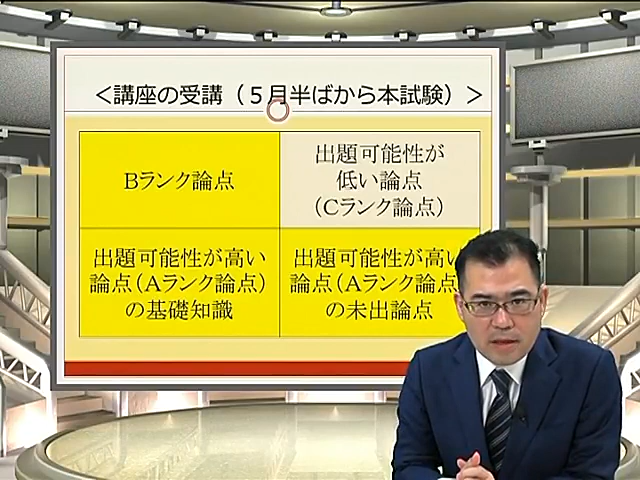 ＜講座の受講（５月半ばから本試験）＞
Bランク論点
出題可能性が
低い論点
（Cランク論点）
出題可能性が高い
論点（Aランク論点）
の基礎知識
出題可能性が高い
論点（Aランク論点
の未出論点